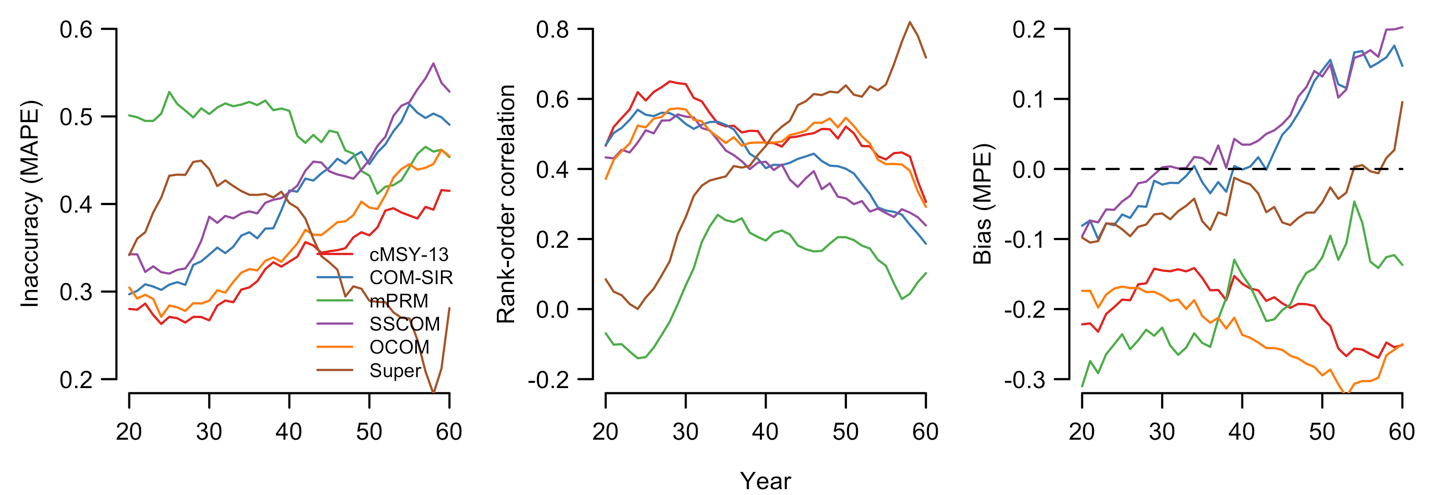 Inaccuracy (MAPE)
0.6
0.5
0.4
0.3
0.2
20 30 40 50 60
cMSY-13
COM-SIR
mPRM
SSCOM
OCOM
Super
Rank-order correlation
0.8
0.6
0.4
0.2
0.0
-0.2
20 30 40 50 60
Year
Bias (MPE)
0.2
0.1
0.0
-0.1
-0.2
-0.3
20 30 40 50 60